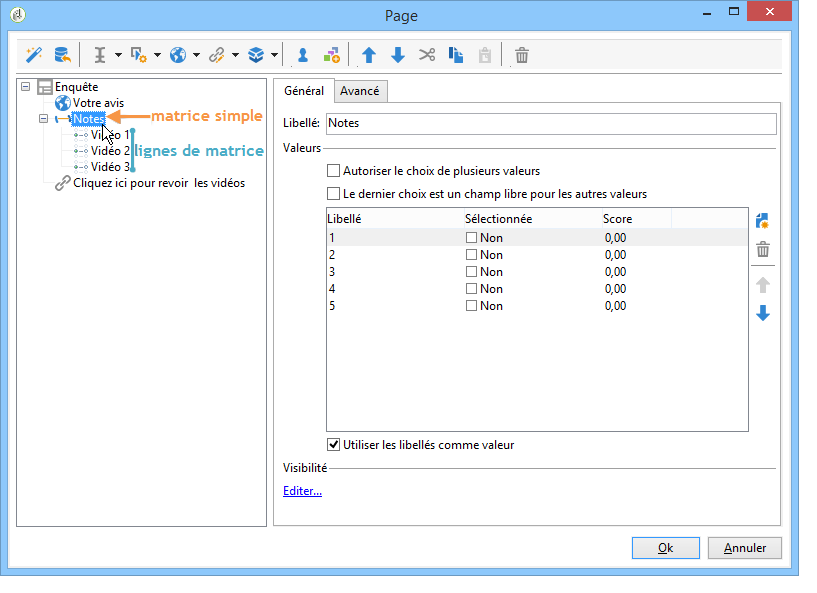 Page
Enquête
Votre avis
Notes matrice simple
Vidéo 1
Vidéo 2 lignes de matrice
Vidéo 3
Cliquez ici pour revoir les vidéos
Général Avancé
Libellé: Notes
Valeurs
Autoriser le choix de plusieurs valeurs
Le dernier choix est un champ libre pour les autres valeurs
Libellé Sélectionnée Score
1 Non 0,00
2 Non 0,00
3 Non 0,00
4 Non 0,00
5 Non 0,00
Utiliser les libellés comme valeur
Visibilité
Editer...
Ok Annuler